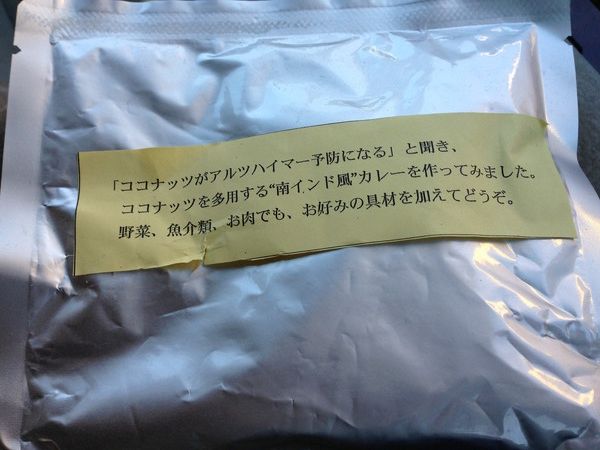 「ココナッツがアルツハイマー予防になる」と聞き、
ココナッツを多用する“南インド風”カレーを作ってみました。
野菜、魚介類、お肉でも、お好みの具材を加えてどうぞ。